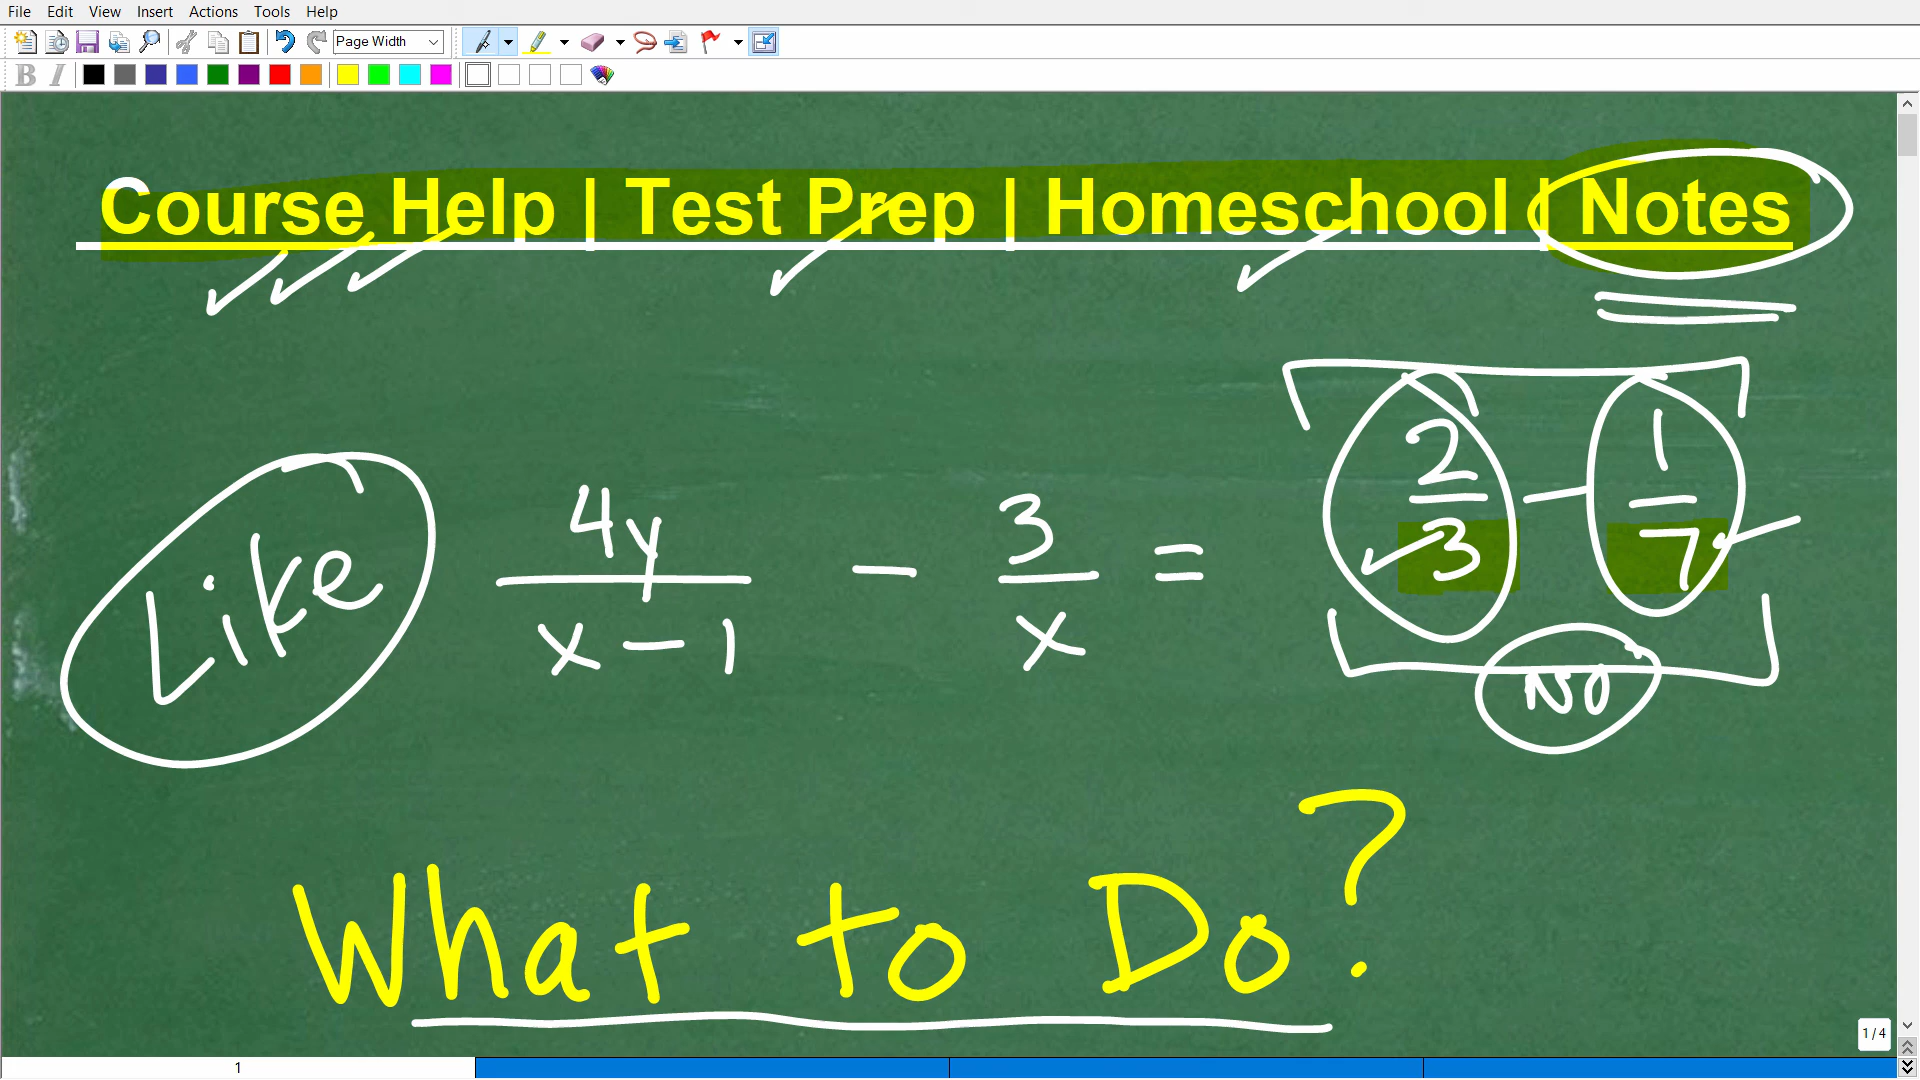 File Edit View Insert Actions Tools Help
Page Width
B I
Course Help | Test Prep | Homeschool | Notes
Like
4y / x - 1 - 3 / x = 2 / 3 - 1 / 7
NO
What to Do?
1 / 4
1